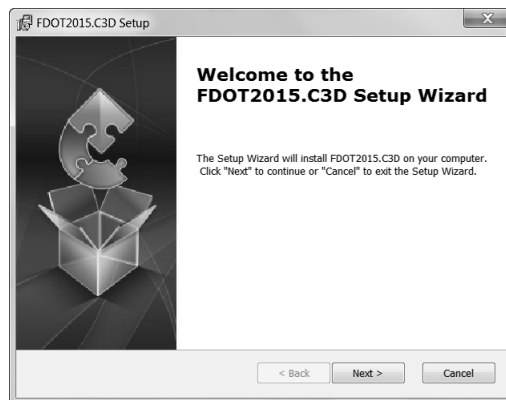 FDOT2015.C3D Setup
X
Welcome to the
FDOT2015.C3D Setup Wizard
The Setup Wizard will install FDOT2015.C3D on your computer.
Click "Next" to continue or "Cancel" to exit the Setup Wizard.
< Back Next > Cancel